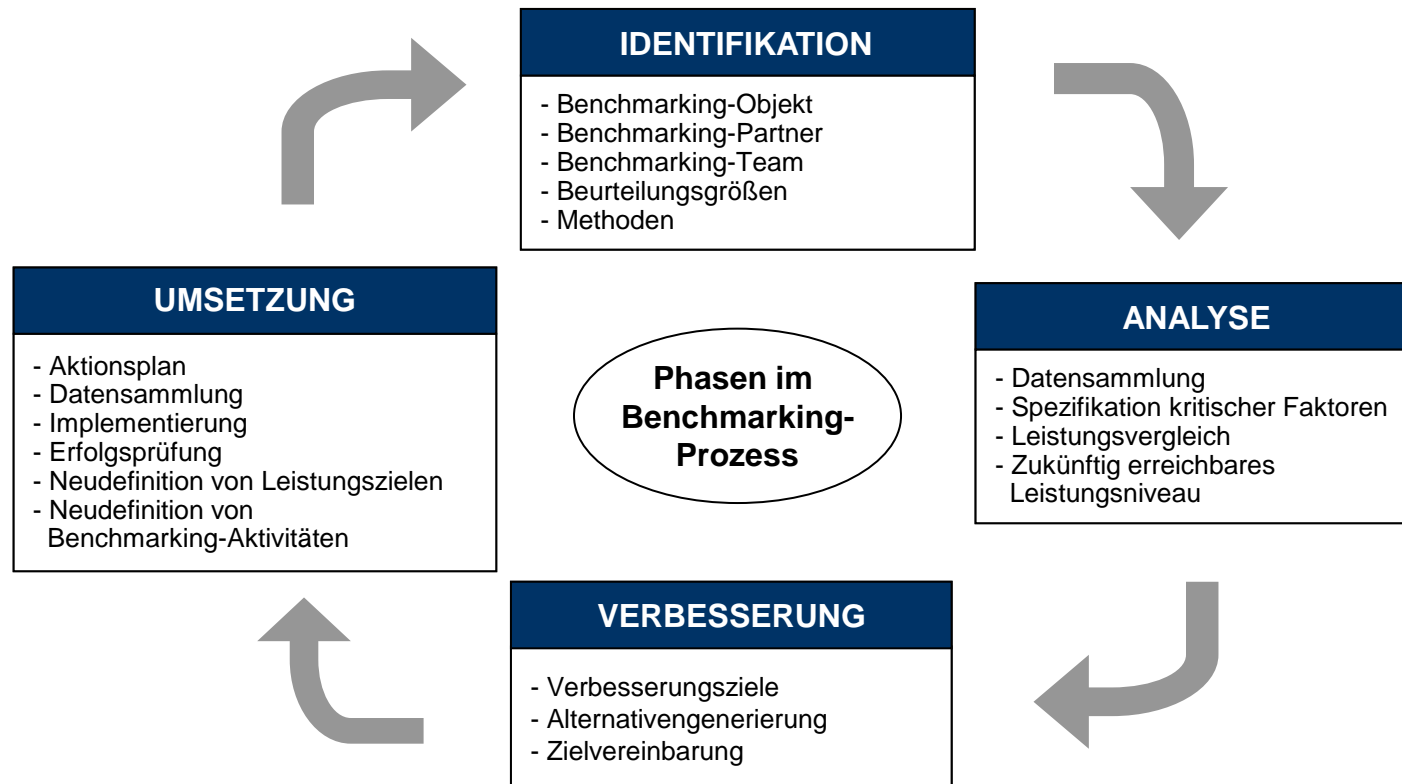 IDENTIFIKATION
- Benchmarking-Objekt
- Benchmarking-Partner
- Benchmarking-Team
- Beurteilungsgrößen
- Methoden
UMSETZUNG
- Aktionsplan
- Datensammlung
- Implementierung
- Erfolgsprüfung
- Neudefinition von Leistungszielen
- Neudefinition von
Benchmarking-Aktivitäten
Phasen im
Benchmarking-
Prozess
ANALYSE
- Datensammlung
- Spezifikation kritischer Faktoren
- Leistungsvergleich
- Zukünftig erreichbares
Leistungsniveau
VERBESSERUNG
- Verbesserungsziele
- Alternativengenerierung
- Zielvereinbarung